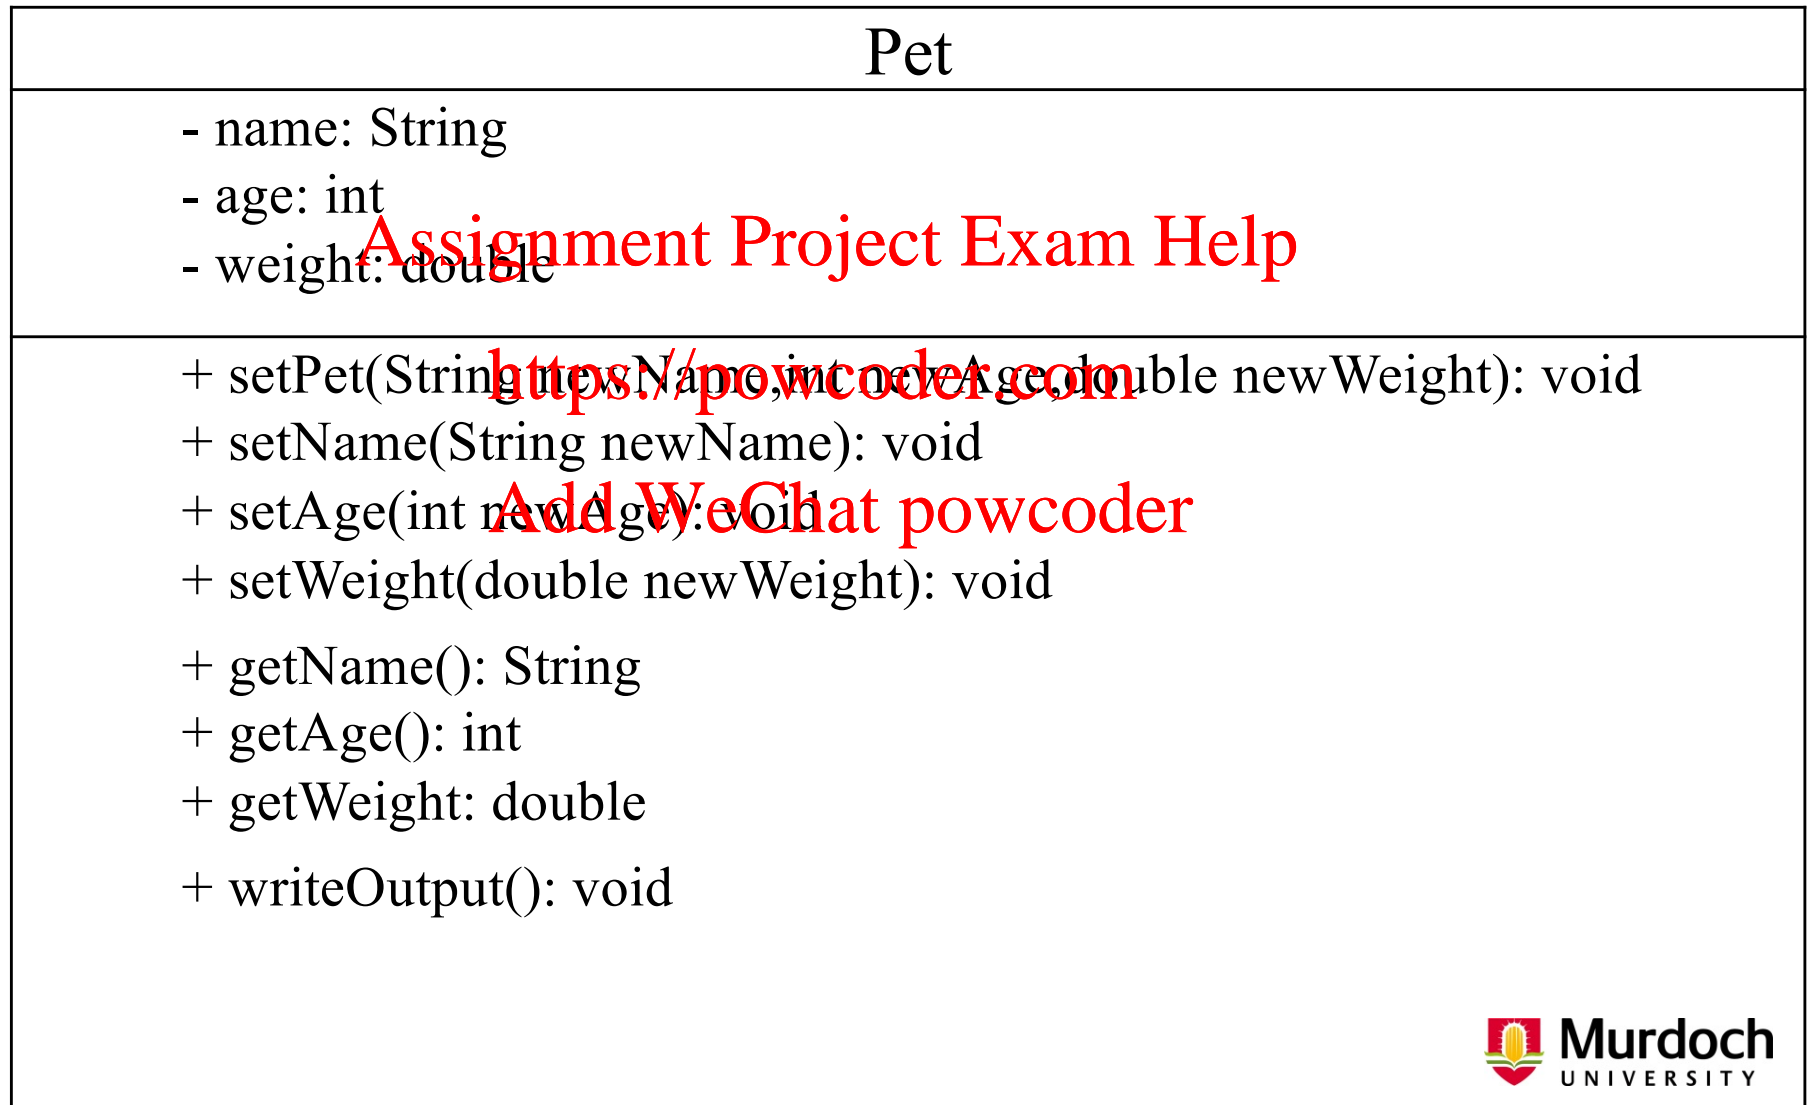 Pet
- name: String
- age: int
- weight: double
Assignment Project Exam Help
+ setPet(String newName,int newAge,double newWeight): void
https://powcoder.com
+ setName(String newName): void
+ setAge(int newAge): void
Add WeChat powcoder
+ setWeight(double newWeight): void
+ getName(): String
+ getAge(): int
+ getWeight: double
+ writeOutput(): void
Murdoch
UNIVERSITY